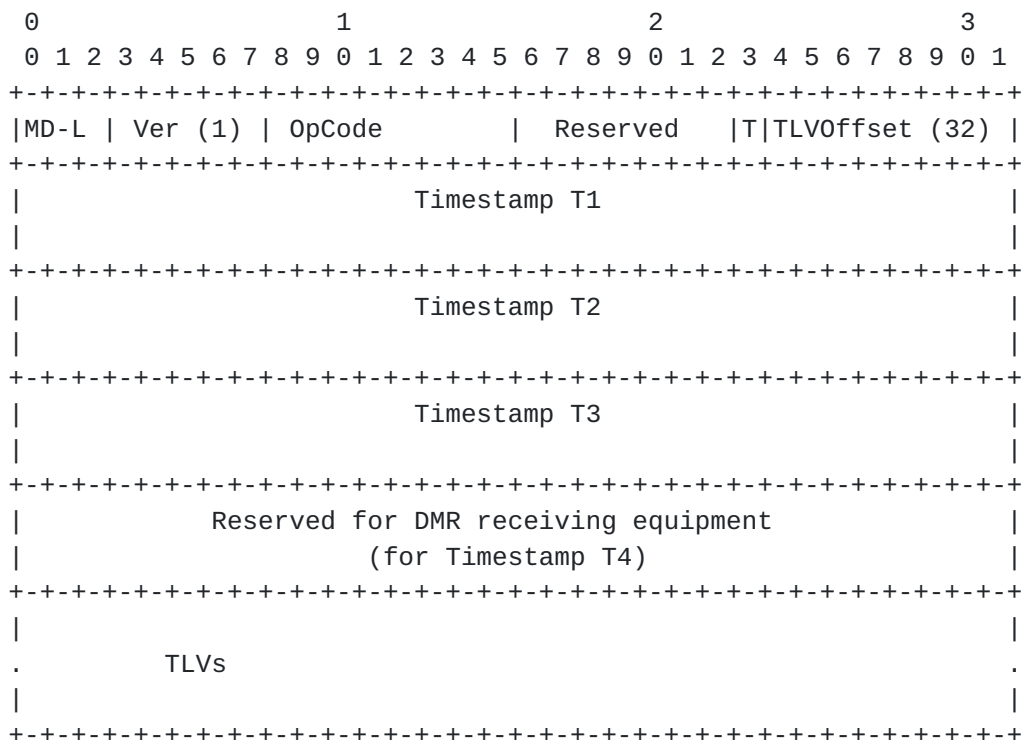 0                   1                   2                   3
 0 1 2 3 4 5 6 7 8 9 0 1 2 3 4 5 6 7 8 9 0 1 2 3 4 5 6 7 8 9 0 1
+-+-+-+-+-+-+-+-+-+-+-+-+-+-+-+-+-+-+-+-+-+-+-+-+-+-+-+-+-+-+-+-+
|MD-L | Ver (1) | OpCode        |  Reserved   |T|TLVOffset (32) |
+-+-+-+-+-+-+-+-+-+-+-+-+-+-+-+-+-+-+-+-+-+-+-+-+-+-+-+-+-+-+-+-+
|                         Timestamp T1                          |
|                                                               |
+-+-+-+-+-+-+-+-+-+-+-+-+-+-+-+-+-+-+-+-+-+-+-+-+-+-+-+-+-+-+-+-+
|                         Timestamp T2                          |
|                                                               |
+-+-+-+-+-+-+-+-+-+-+-+-+-+-+-+-+-+-+-+-+-+-+-+-+-+-+-+-+-+-+-+-+
|                         Timestamp T3                          |
|                                                               |
+-+-+-+-+-+-+-+-+-+-+-+-+-+-+-+-+-+-+-+-+-+-+-+-+-+-+-+-+-+-+-+-+
|            Reserved for DMR receiving equipment               |
|                      (for Timestamp T4)                       |
+-+-+-+-+-+-+-+-+-+-+-+-+-+-+-+-+-+-+-+-+-+-+-+-+-+-+-+-+-+-+-+-+
|                                                               |
.         TLVs                                                  .
|                                                               |
+-+-+-+-+-+-+-+-+-+-+-+-+-+-+-+-+-+-+-+-+-+-+-+-+-+-+-+-+-+-+-+-+